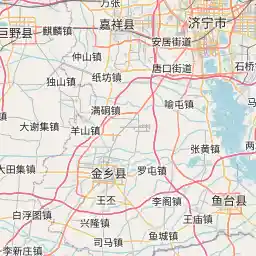 万张
嘉祥县
济宁市
巨野县
麒麟镇
安居街道
仲山镇
唐口街道
石桥
独山镇
纸坊镇
满硐镇
喻屯镇
大谢集镇
羊山镇
张黄镇
大田集镇
金乡县
罗屯镇
王丕
李阁镇
鱼台县
白浮图镇
兴隆镇
王庙镇
司马镇
鱼城镇
李新庄镇